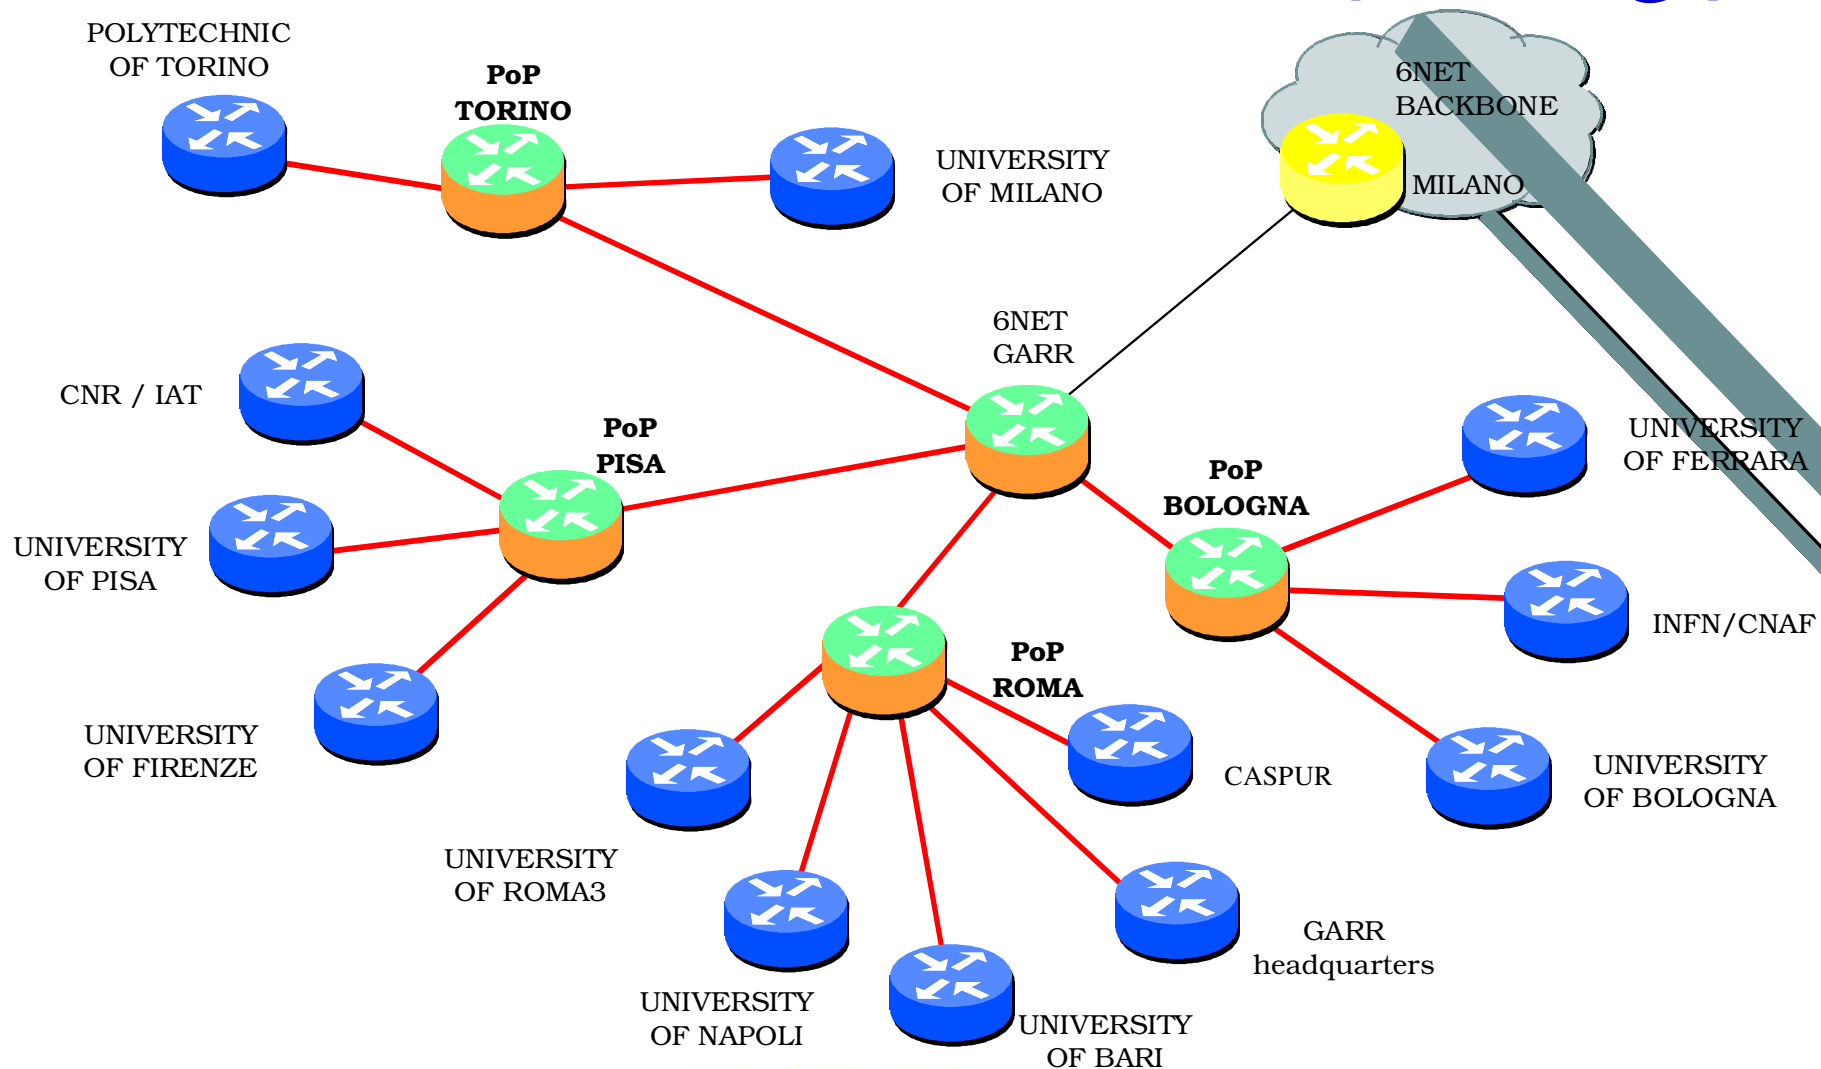 POLYTECHNIC
OF TORINO
PoP
TORINO
UNIVERSITY
OF MILANO
6NET
BACKBONE
MILANO
6NET
GARR
CNR / IAT
PoP
PISA
UNIVERSITY
OF PISA
UNIVERSITY
OF FIRENZE
PoP
BOLOGNA
UNIVERSITY
OF FERRARA
INFN/CNAF
UNIVERSITY
OF BOLOGNA
PoP
ROMA
CASPUR
UNIVERSITY
OF ROMA3
UNIVERSITY
OF NAPOLI
UNIVERSITY
OF BARI
GARR
headquarters